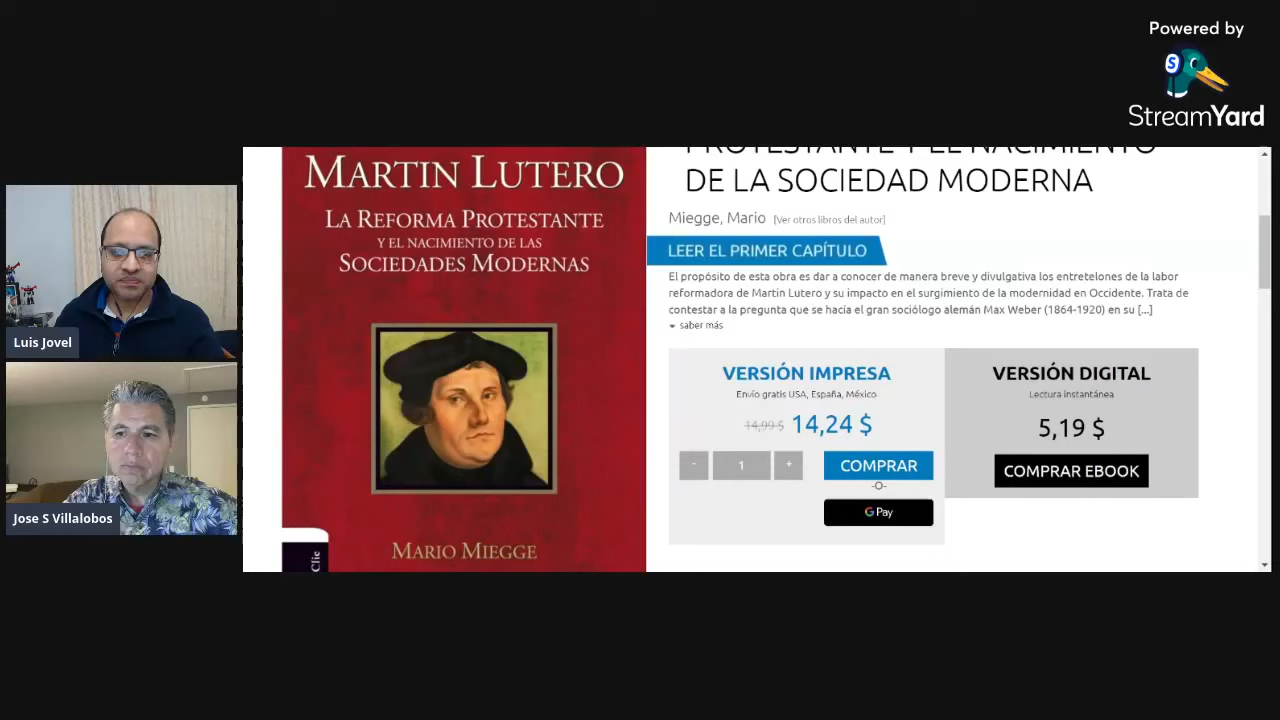 Powered by
StreamYard
Luis Jovel
Jose S Villalobos
MARTIN LUTERO
LA REFORMA PROTESTANTE
Y EL NACIMIENTO DE LAS
SOCIEDADES MODERNAS
MARIO MIEGGE
Clie
PROTESTANTE Y EL NACIMIENTO
DE LA SOCIEDAD MODERNA
Miegge, Mario [Ver otros libros del autor]
LEER EL PRIMER CAPÍTULO
El propósito de esta obra es dar a conocer de manera breve y divulgativa los entretelones de la labor
reformadora de Martin Lutero y su impacto en el surgimiento de la modernidad en Occidente. Trata de
contestar a la pregunta que se hacía el gran sociólogo alemán Max Weber (1864-1920) en su [...]
saber más
VERSIÓN IMPRESA
Envío gratis USA, España, México
14,99 $ 14,24 $
- 1 +
COMPRAR
-O-
G Pay
VERSIÓN DIGITAL
Lectura instantánea
5,19 $
COMPRAR EBOOK